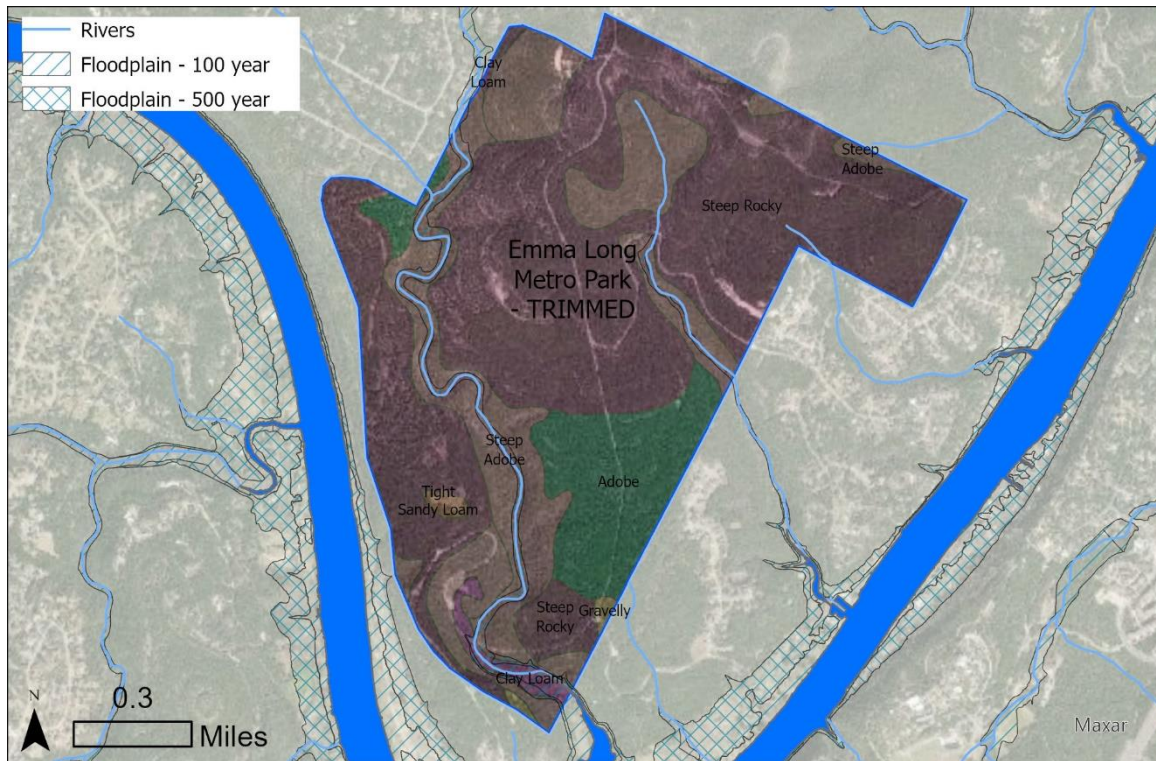 Rivers
Floodplain - 100 year
Floodplain - 500 year
Clay
Loam
Steep
Adobe
Steep Rocky
Emma Long
Metro Park
- TRIMMED
Steep
Adobe
Adobe
Tight
Sandy Loam
Steep
Rocky
Gravelly
Clay Loam
N
0.3
Miles
Maxar